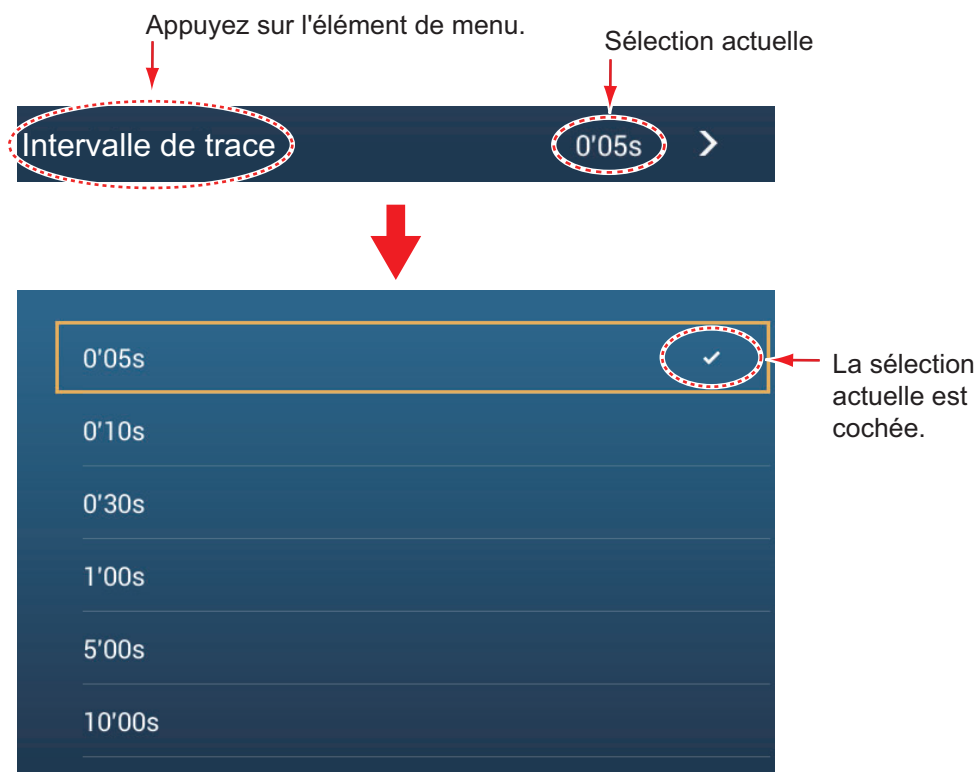 Appuyez sur l'élément de menu.
Sélection actuelle
Intervalle de trace 0'05s
0'05s
La sélection
actuelle est
cochée.
0'10s
0'30s
1'00s
5'00s
10'00s